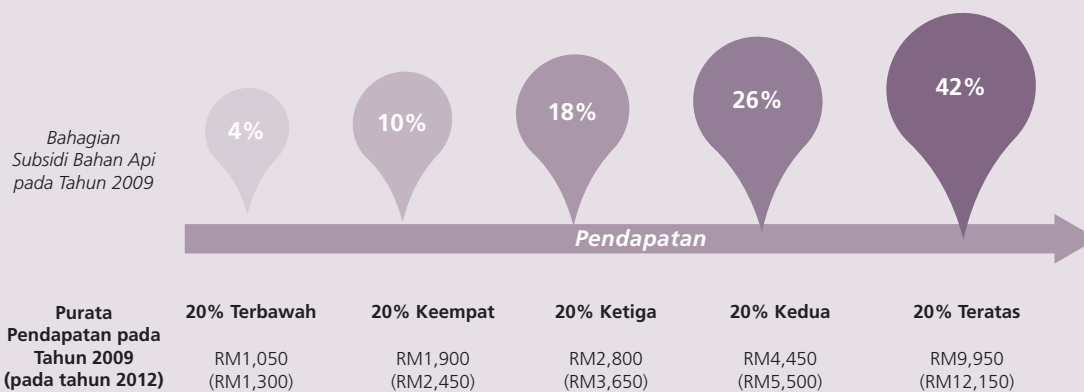 4%
10%
18%
26%
42%
Bahagian
Subsidi Bahan Api
pada Tahun 2009
Pendapatan
Purata
Pendapatan pada
Tahun 2009
(pada tahun 2012)
20% Terbawah
20% Keempat
20% Ketiga
20% Kedua
20% Teratas
RM1,050
RM1,900
RM2,800
RM4,450
RM9,950
(RM1,300)
(RM2,450)
(RM3,650)
(RM5,500)
(RM12,150)